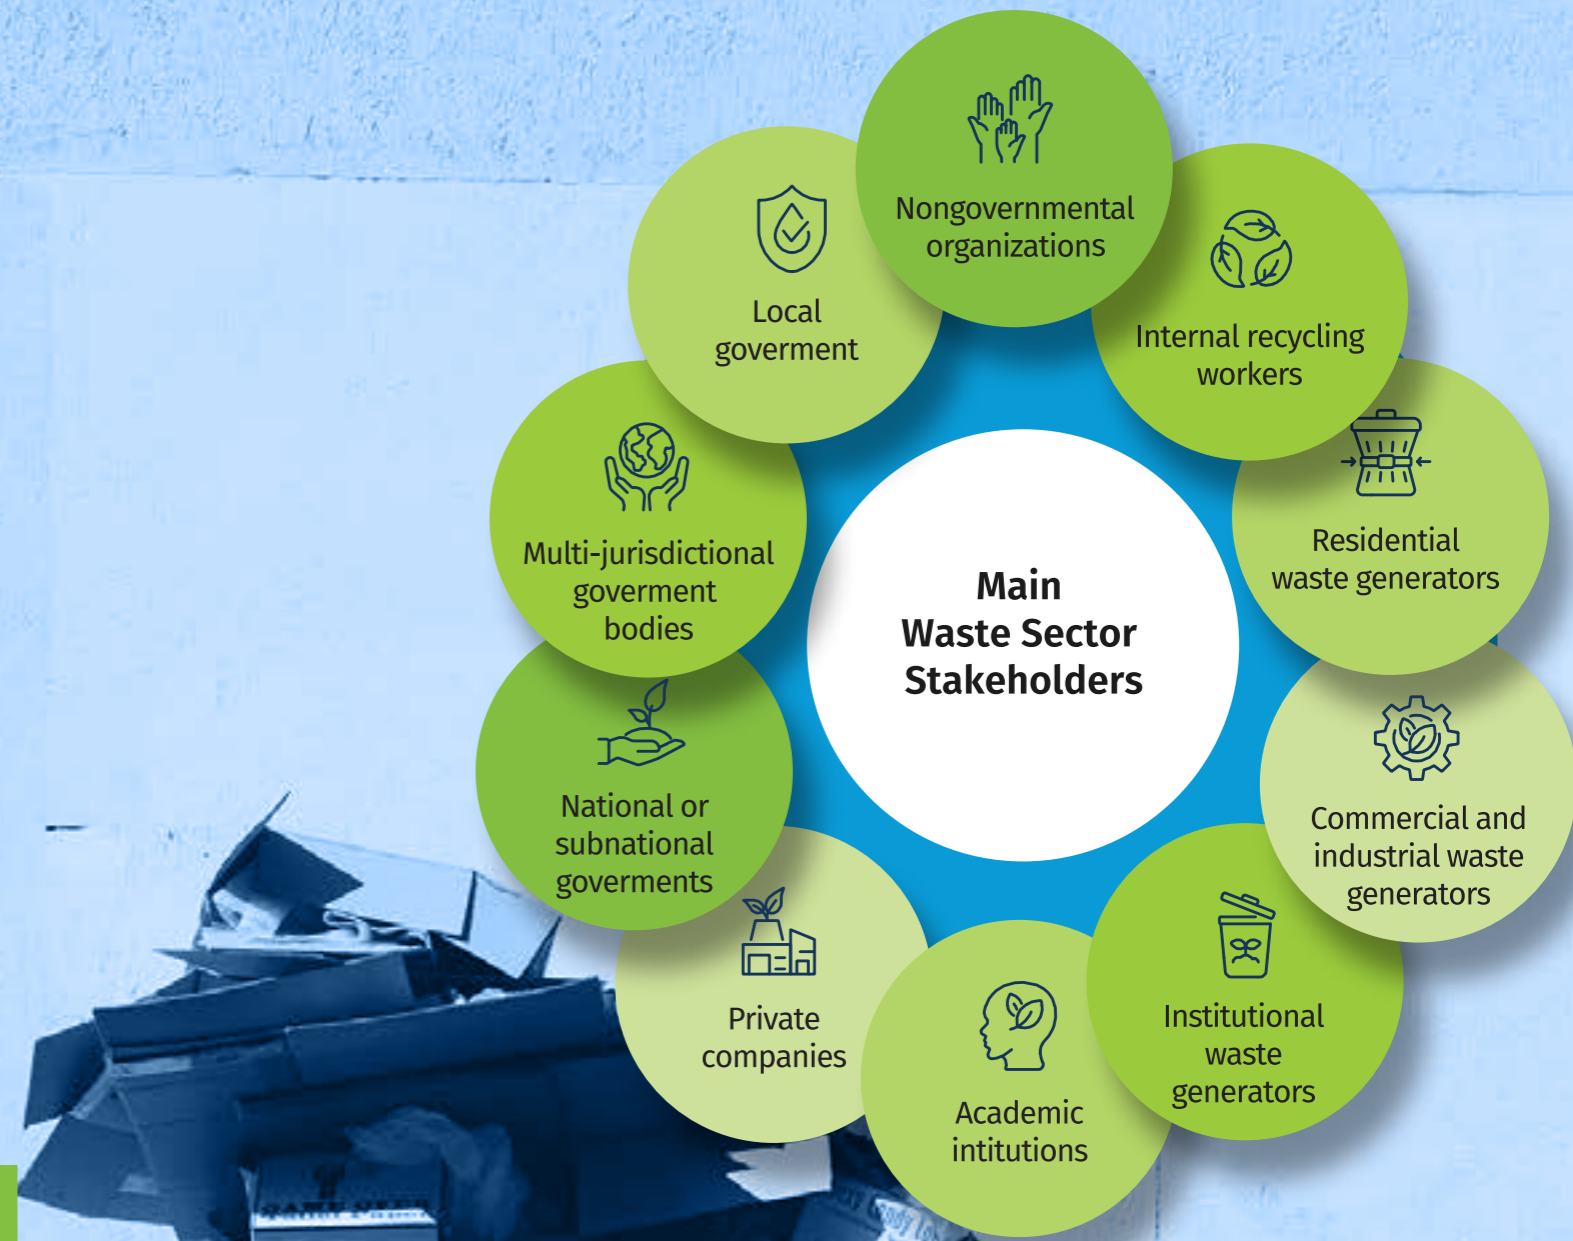 Main
Waste Sector
Stakeholders
Nongovernmental
organizations
Internal recycling
workers
Residential
waste generators
Commercial and
industrial waste
generators
Institutional
waste
generators
Academic
intitutions
Private
companies
National or
subnational
goverments
Multi-jurisdictional
goverment
bodies
Local
goverment